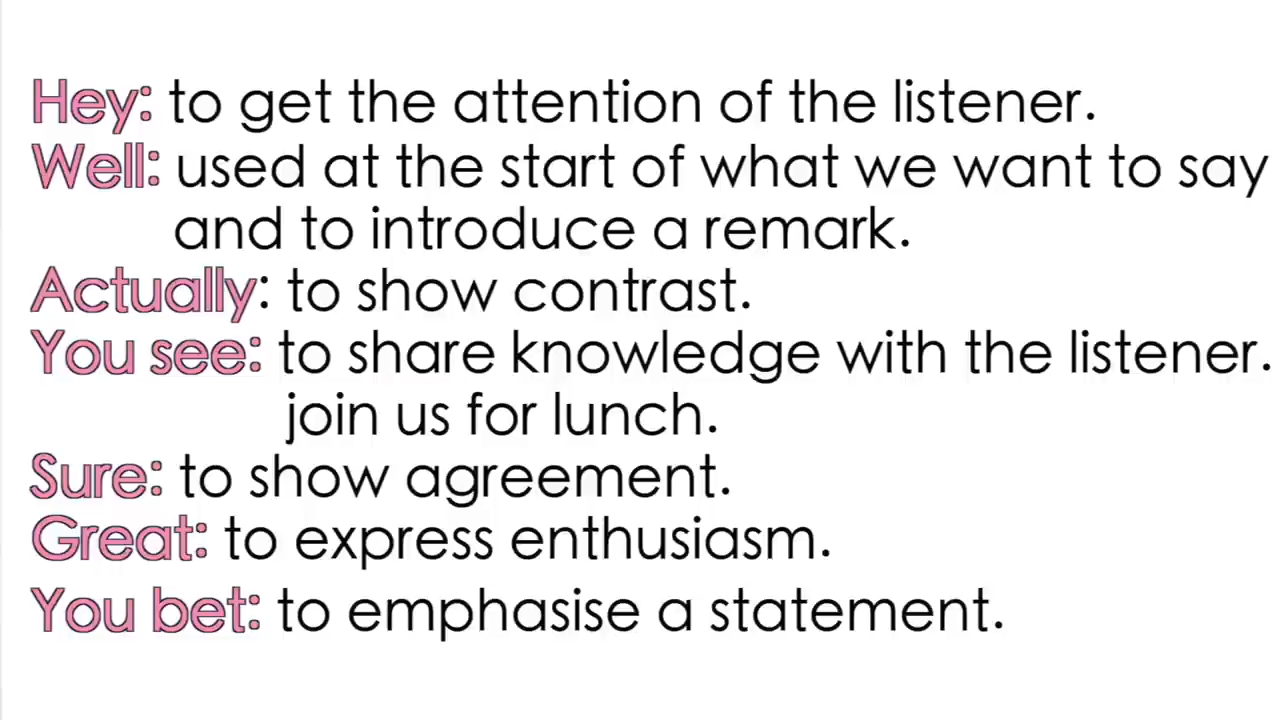 Hey: to get the attention of the listener.
Well: used at the start of what we want to say
and to introduce a remark.
Actually: to show contrast.
You see: to share knowledge with the listener.
join us for lunch.
Sure: to show agreement.
Great: to express enthusiasm.
You bet: to emphasise a statement.